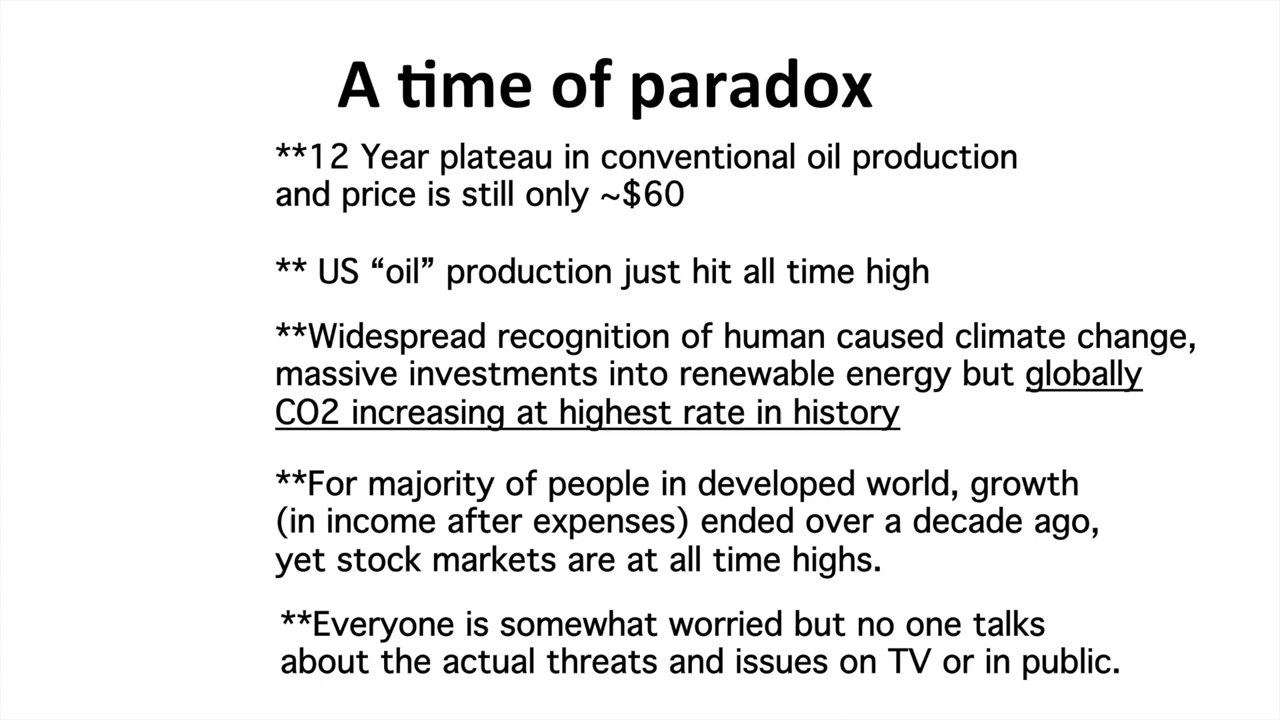 A time of paradox
**12 Year plateau in conventional oil production
and price is still only ~$60
** US “oil” production just hit all time high
**Widespread recognition of human caused climate change,
massive investments into renewable energy but globally
CO2 increasing at highest rate in history
**For majority of people in developed world, growth
(in income after expenses) ended over a decade ago,
yet stock markets are at all time highs.
**Everyone is somewhat worried but no one talks
about the actual threats and issues on TV or in public.